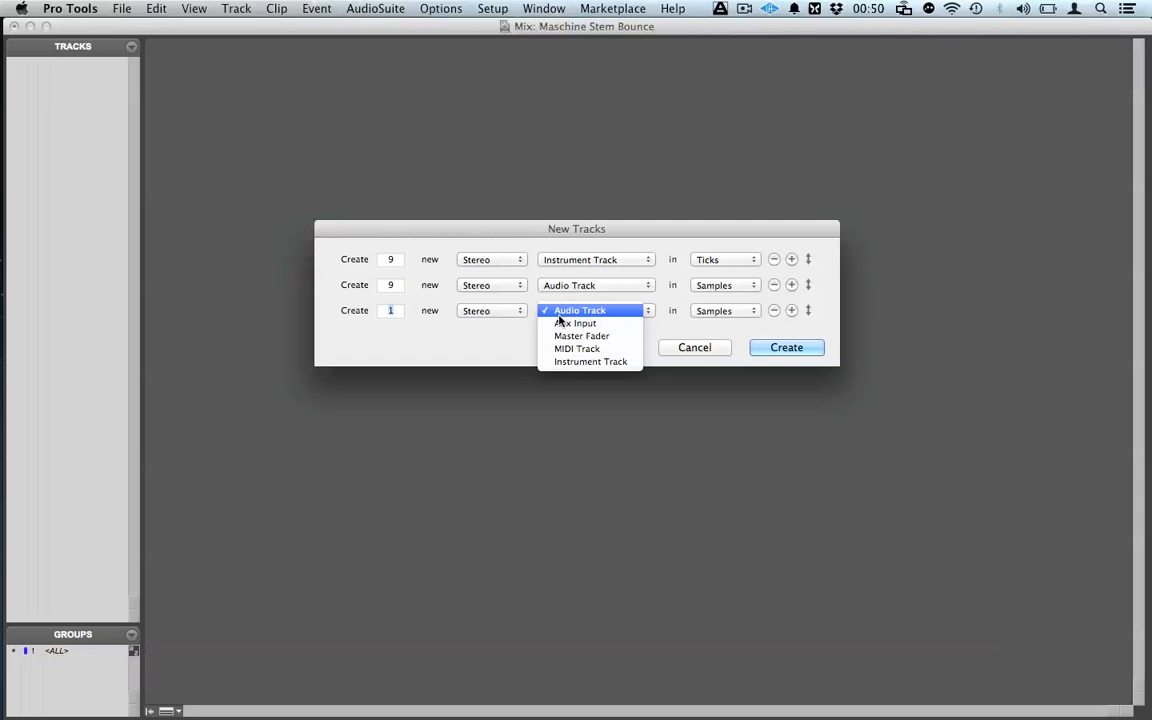 Pro Tools File Edit View Track Clip Event AudioSuite Options Setup Window Marketplace Help 00:50
Mix: Maschine Stem Bounce
TRACKS
New Tracks
Create 9 new Stereo Instrument Track in Ticks
Create 9 new Stereo Audio Track in Samples
Create 1 new Stereo ✓ Audio Track in Samples
Aux Input
Master Fader
MIDI Track
Instrument Track
Cancel Create
GROUPS
! <ALL>